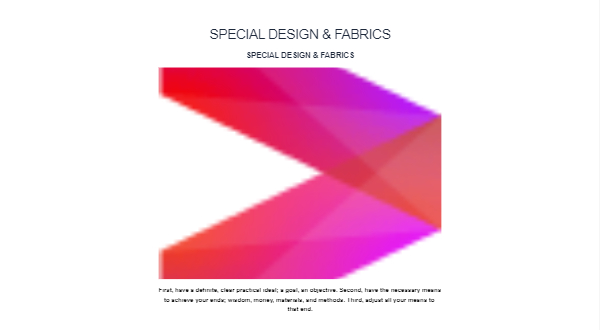 SPECIAL DESIGN & FABRICS
SPECIAL DESIGN & FABRICS
First, have a definite, clear practical ideal; a goal, an objective. Second, have the necessary means
to achieve your ends; wisdom, money, materials, and methods. Third, adjust all your means to
that end.